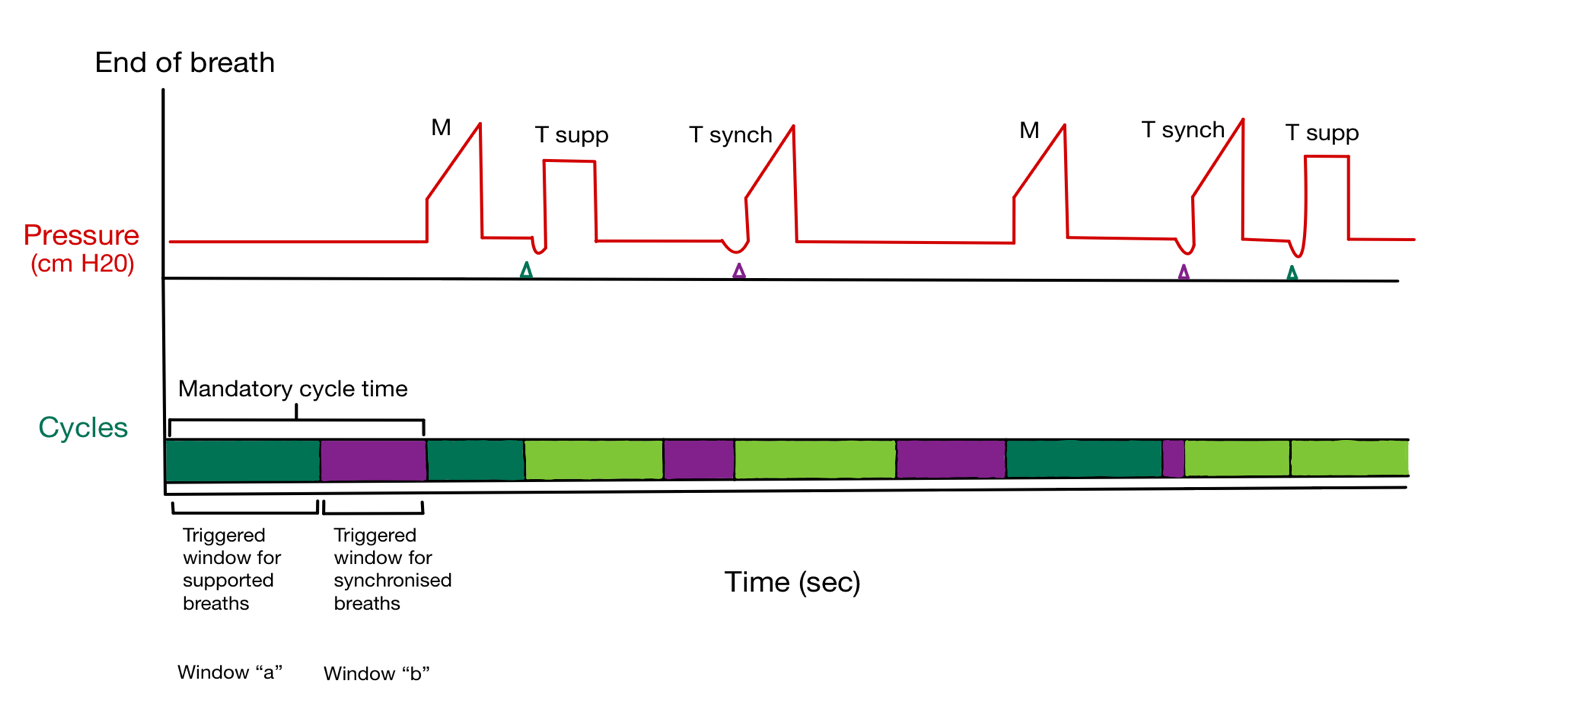 End of breath
M
T supp
T synch
M
T synch
T supp
Pressure
(cm H20)
Mandatory cycle time
Cycles
Triggered
window for
supported
breaths
Triggered
window for
synchronised
breaths
Time (sec)
Window “a”
Window “b”